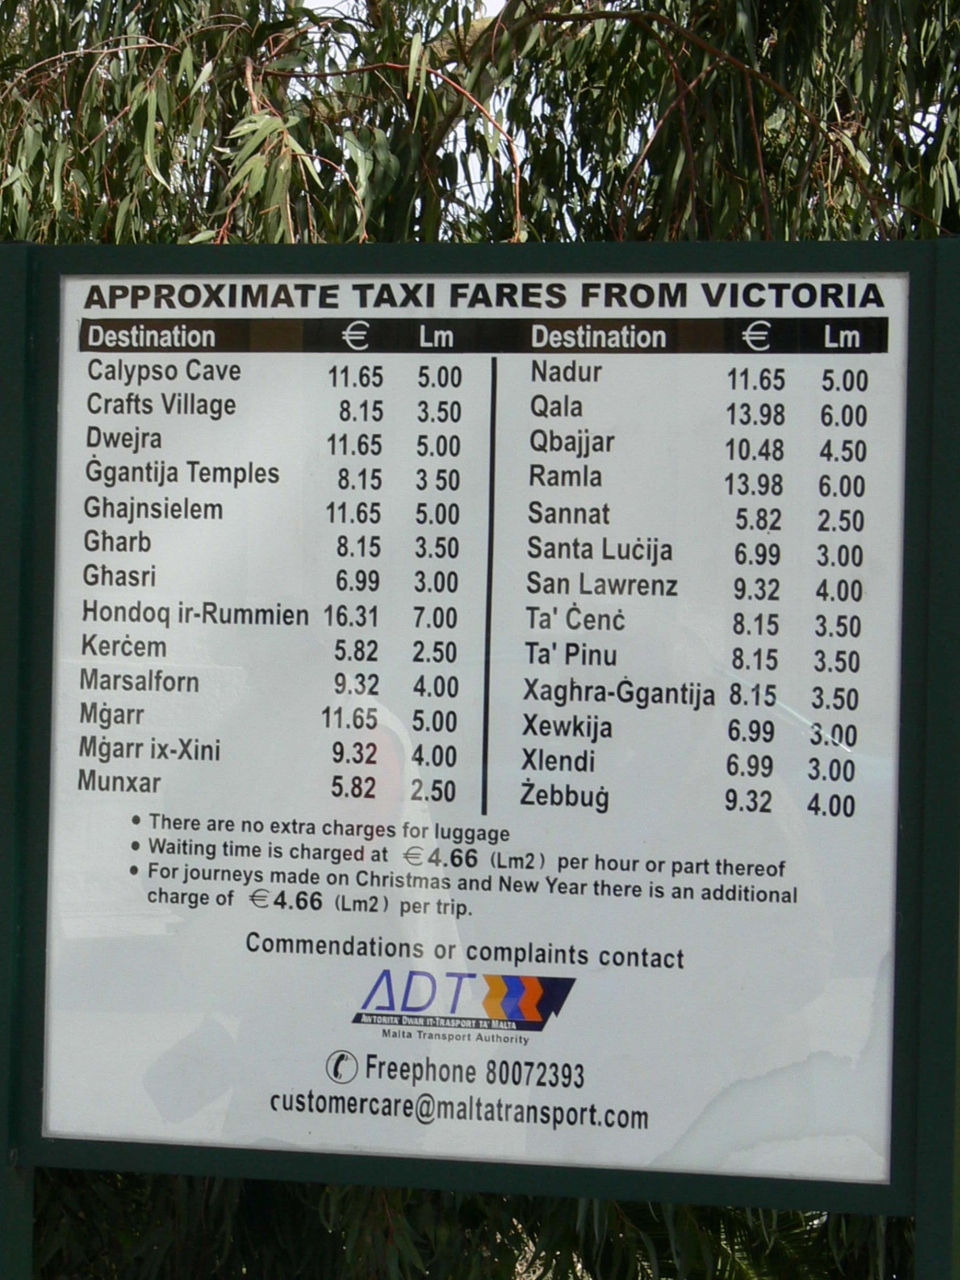 APPROXIMATE TAXI FARES FROM VICTORIA
Destination € Lm
Calypso Cave 11.65 5.00
Crafts Village 8.15 3.50
Dwejra 11.65 5.00
Ġgantija Temples 8.15 3 50
Ghajnsielem 11.65 5.00
Gharb 8.15 3.50
Ghasri 6.99 3.00
Hondoq ir-Rummien 16.31 7.00
Kerċem 5.82 2.50
Marsalforn 9.32 4.00
Mġarr 11.65 5.00
Mġarr ix-Xini 9.32 4.00
Munxar 5.82 2.50
Destination € Lm
Nadur 11.65 5.00
Qala 13.98 6.00
Qbajjar 10.48 4.50
Ramla 13.98 6.00
Sannat 5.82 2.50
Santa Luċija 6.99 3.00
San Lawrenz 9.32 4.00
Ta' Ċenċ 8.15 3.50
Ta' Pinu 8.15 3.50
Xagħra-Ġgantija 8.15 3.50
Xewkija 6.99 3.00
Xlendi 6.99 3.00
Żebbuġ 9.32 4.00
• There are no extra charges for luggage
• Waiting time is charged at €4.66 (Lm2) per hour or part thereof
• For journeys made on Christmas and New Year there is an additional
charge of €4.66 (Lm2) per trip.
Commendations or complaints contact
ADT
AWTORITA' DWAR IT-TRASPORT TA' MALTA
Malta Transport Authority
Freephone 80072393
customercare@maltatransport.com